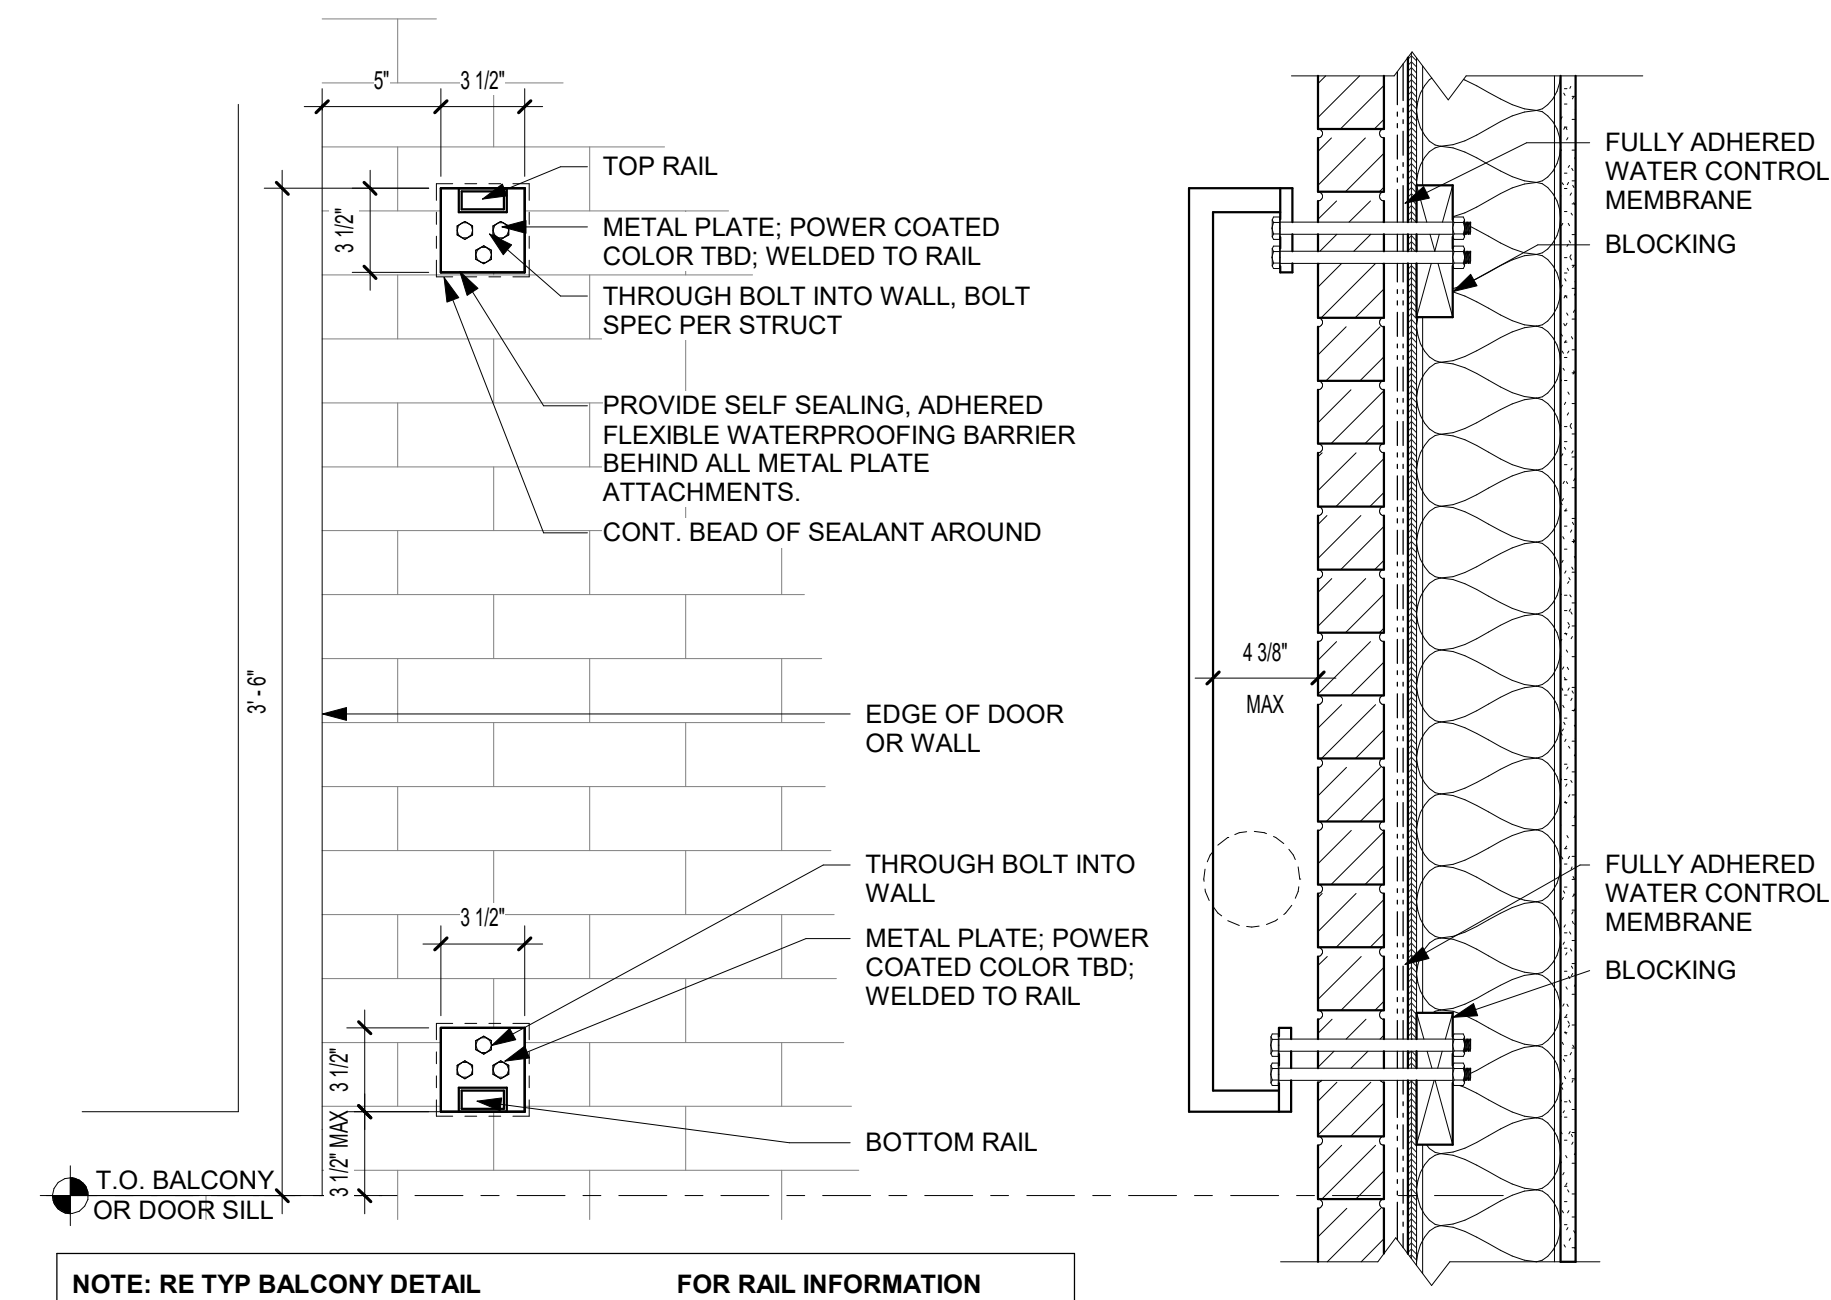 5"
3 1/2"
3 1/2"
TOP RAIL
METAL PLATE; POWER COATED
COLOR TBD; WELDED TO RAIL
THROUGH BOLT INTO WALL, BOLT
SPEC PER STRUCT
PROVIDE SELF SEALING, ADHERED
FLEXIBLE WATERPROOFING BARRIER
BEHIND ALL METAL PLATE
ATTACHMENTS.
CONT. BEAD OF SEALANT AROUND
3' - 6"
EDGE OF DOOR
OR WALL
THROUGH BOLT INTO
WALL
3 1/2"
METAL PLATE; POWER
COATED COLOR TBD;
WELDED TO RAIL
3 1/2"
3 1/2" MAX
BOTTOM RAIL
T.O. BALCONY
OR DOOR SILL
FULLY ADHERED
WATER CONTROL
MEMBRANE
BLOCKING
4 3/8"
MAX
FULLY ADHERED
WATER CONTROL
MEMBRANE
BLOCKING
NOTE: RE TYP BALCONY DETAIL FOR RAIL INFORMATION